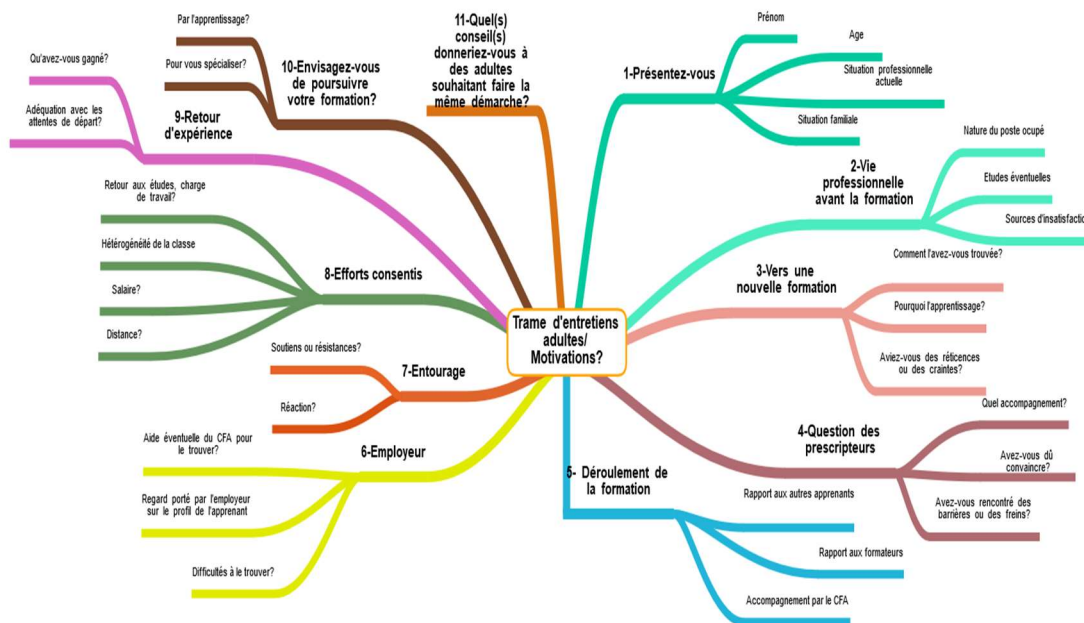 Trame d'entretiens
adultes/
Motivations?
1-Présentez-vous
Prénom
Age
Situation professionnelle
actuelle
Situation familiale
2-Vie
professionnelle
avant la formation
Nature du poste occupé
Etudes éventuelles
Sources d'insatisfactio
3-Vers une
nouvelle formation
Comment l'avez-vous trouvée?
Pourquoi l'apprentissage?
Aviez-vous des réticences
ou des craintes?
4-Question des
prescripteurs
Quel accompagnement?
Avez-vous dû
convaincre?
Avez-vous rencontré des
barrières ou des freins?
5- Déroulement de
la formation
Rapport aux autres apprenants
Rapport aux formateurs
Accompagnement par le CFA
6-Employeur
Aide éventuelle du CFA pour
le trouver?
Regard porté par l'employeur
sur le profil de l'apprenant
Difficultés à le trouver?
7-Entourage
Soutiens ou résistances?
Réaction?
8-Efforts consentis
Retour aux études, charge
de travail?
Hétérogénéité de la classe
Salaire?
Distance?
9-Retour
d'expérience
Qu'avez-vous gagné?
Adéquation avec les
attentes de départ?
10-Envisagez-vous
de poursuivre
votre formation?
Par l'apprentissage?
Pour vous spécialiser?
11-Quel(s)
conseil(s)
donneriez-vous à
des adultes
souhaitant faire la
même démarche?